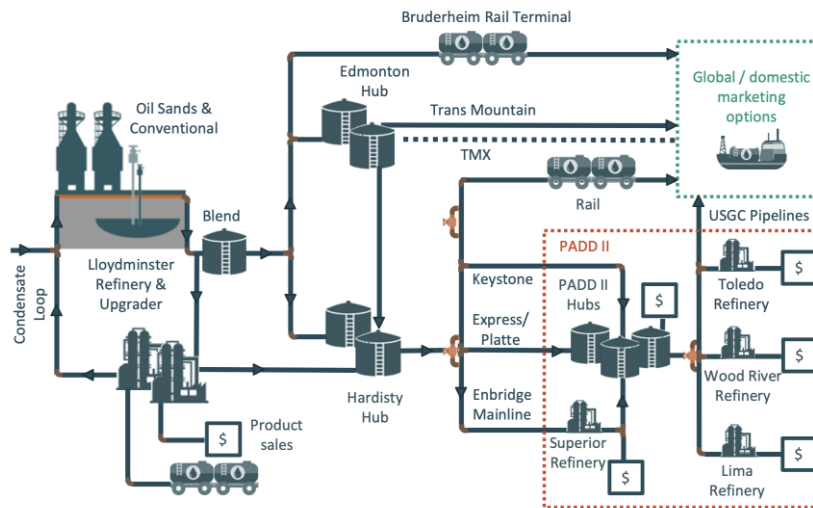 Bruderheim Rail Terminal
Edmonton
Hub
Global / domestic
marketing
options
Oil Sands &
Conventional
Trans Mountain
TMX
Blend
Rail
USGC Pipelines
PADD II
Condensate
Loop
Lloydminster
Refinery &
Upgrader
Keystone
PADD II
Hubs
$
Toledo
Refinery
$
Express/
Platte
Wood River
Refinery
$
Hardisty
Hub
Enbridge
Mainline
Superior
Refinery
$
Product
sales
$
Lima
Refinery
$